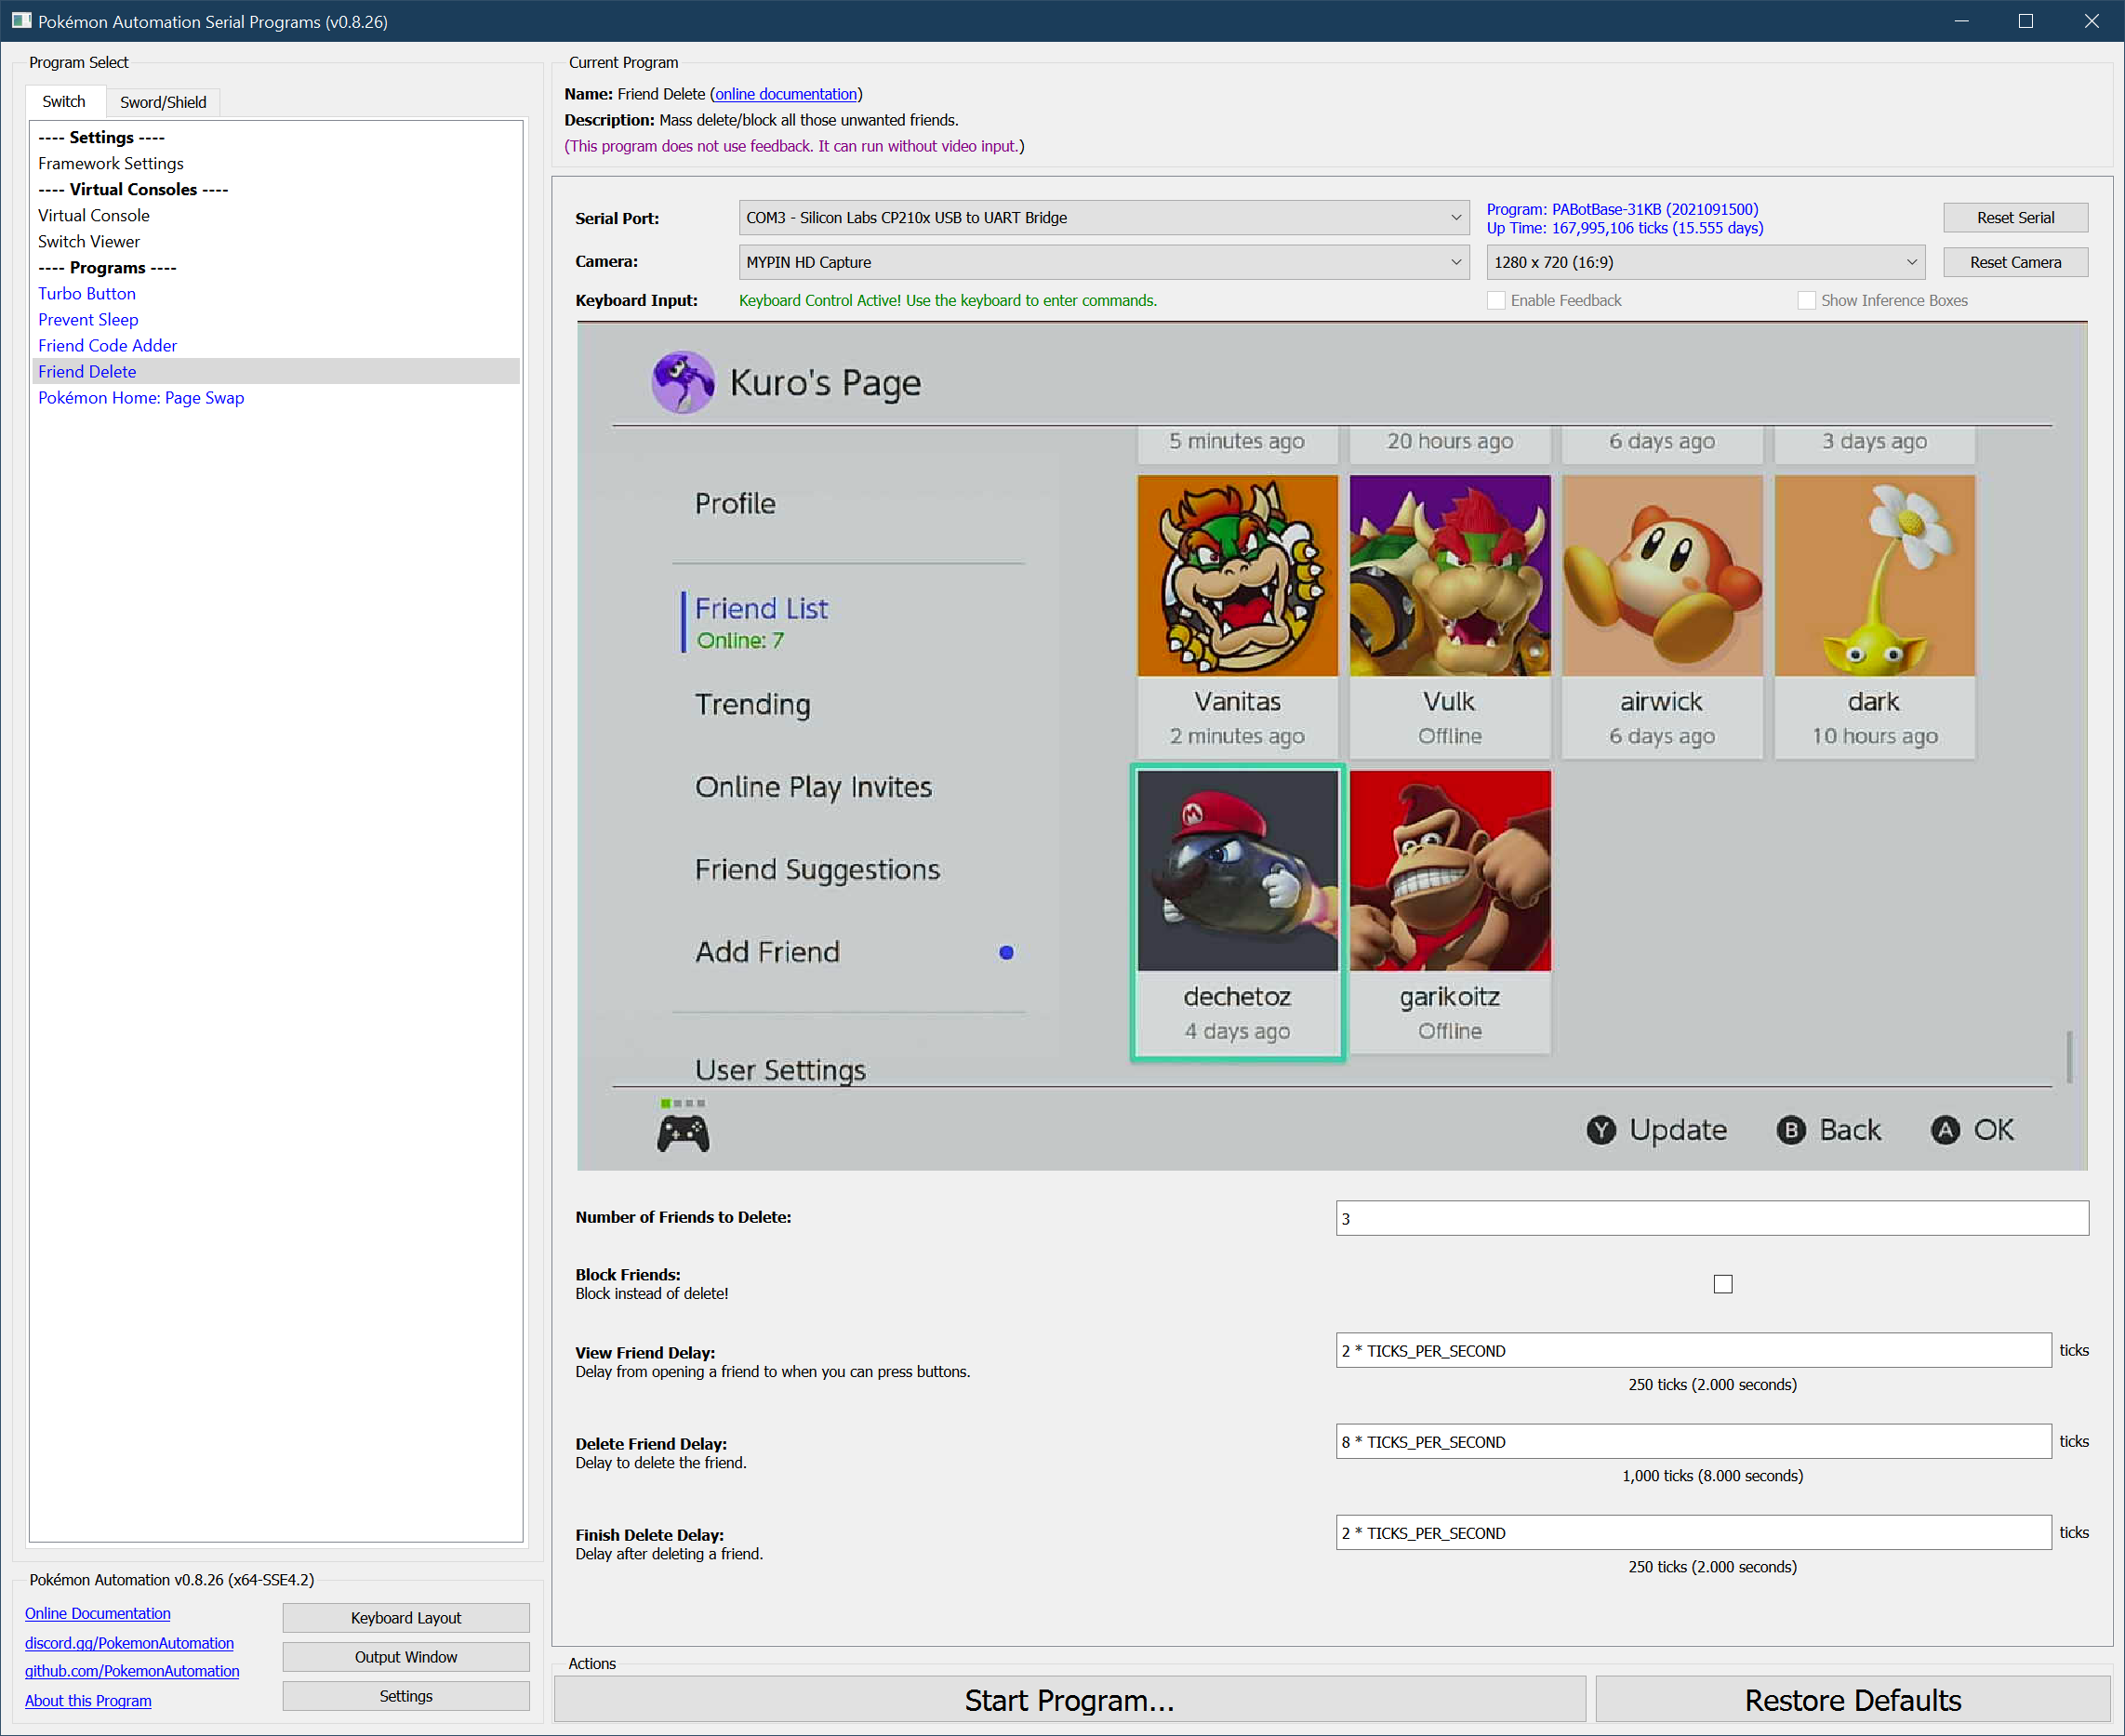 Pokémon Automation Serial Programs (v0.8.26)
Program Select
Switch
Sword/Shield
---- Settings ----
Framework Settings
---- Virtual Consoles ----
Virtual Console
Switch Viewer
---- Programs ----
Turbo Button
Prevent Sleep
Friend Code Adder
Friend Delete
Pokémon Home: Page Swap
Pokémon Automation v0.8.26 (x64-SSE4.2)
Online Documentation
discord.gg/PokemonAutomation
github.com/PokemonAutomation
About this Program
Keyboard Layout
Output Window
Settings
Current Program
Name: Friend Delete (online documentation)
Description: Mass delete/block all those unwanted friends.
(This program does not use feedback. It can run without video input.)
Serial Port:
COM3 - Silicon Labs CP210x USB to UART Bridge
Program: PABotBase-31KB (2021091500)
Up Time: 167,995,106 ticks (15.555 days)
Reset Serial
Camera:
MYPIN HD Capture
1280 x 720 (16:9)
Reset Camera
Keyboard Input:
Keyboard Control Active! Use the keyboard to enter commands.
Enable Feedback
Show Inference Boxes
Kuro's Page
Profile
Friend List
Online: 7
Trending
Online Play Invites
Friend Suggestions
Add Friend
User Settings
5 minutes ago
20 hours ago
6 days ago
3 days ago
Vanitas
2 minutes ago
Vulk
Offline
airwick
6 days ago
dark
10 hours ago
M
dechetoz
4 days ago
garikoitz
Offline
Y Update
B Back
A OK
Number of Friends to Delete:
3
Block Friends:
Block instead of delete!
View Friend Delay:
Delay from opening a friend to when you can press buttons.
2 * TICKS_PER_SECOND
ticks
250 ticks (2.000 seconds)
Delete Friend Delay:
Delay to delete the friend.
8 * TICKS_PER_SECOND
ticks
1,000 ticks (8.000 seconds)
Finish Delete Delay:
Delay after deleting a friend.
2 * TICKS_PER_SECOND
ticks
250 ticks (2.000 seconds)
Actions
Start Program...
Restore Defaults